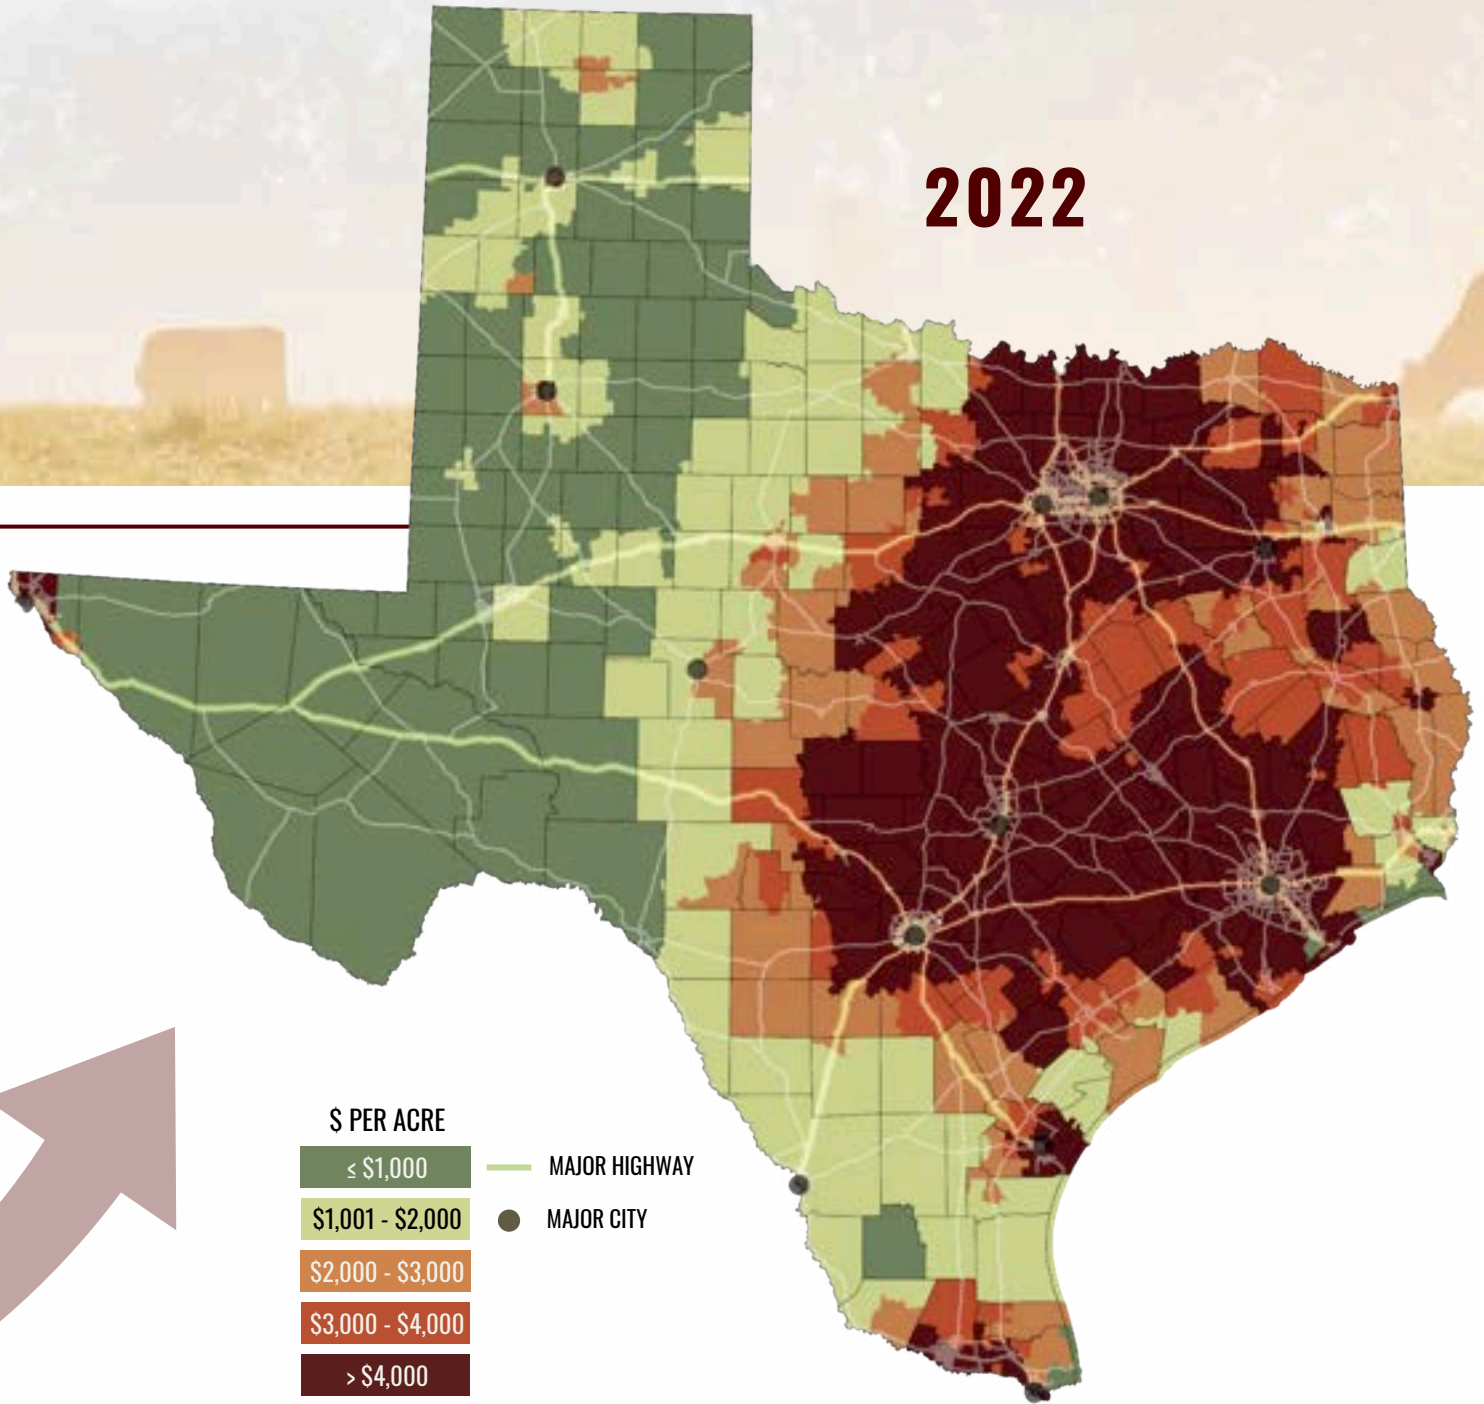 2022
$ PER ACRE
≤ $1,000
MAJOR HIGHWAY
$1,001 - $2,000
MAJOR CITY
$2,000 - $3,000
$3,000 - $4,000
> $4,000